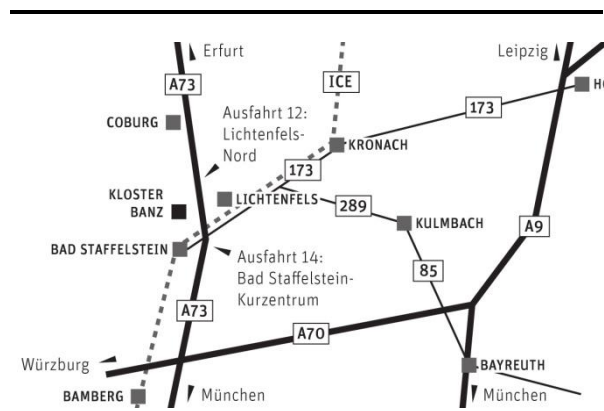 Erfurt
Leipzig
A73
ICE
173
COBURG
Ausfahrt 12:
Lichtenfels-
Nord
KRONACH
173
KLOSTER
BANZ
LICHTENFELS
289
KULMBACH
A9
BAD STAFFELSTEIN
Ausfahrt 14:
Bad Staffelstein-
Kurzentrum
85
A73
A70
Würzburg
BAYREUTH
BAMBERG
München
München